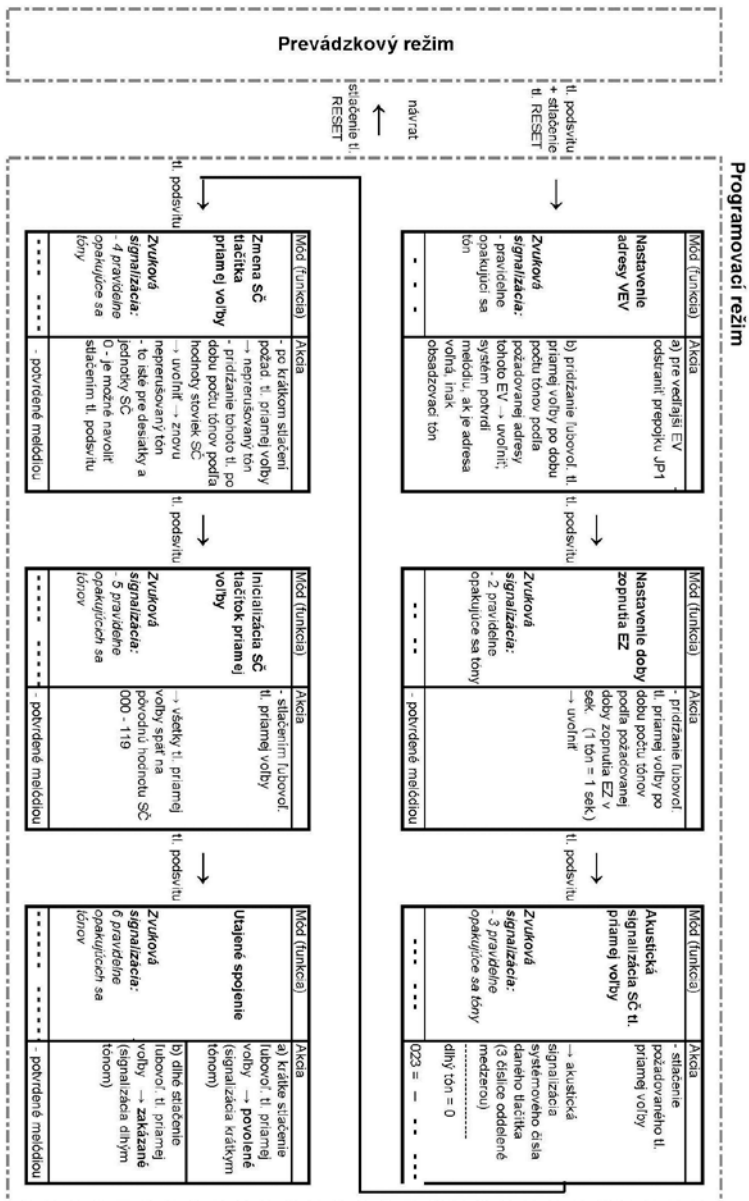 Prevádzkový režim
tl. podsvitu
+ stlačenie
tl. RESET
návrat
stlačenie tl.
RESET
Programovací režim
Mód (funkcia)
Nastavenie
adresy VEV
Zvuková
signalizácia:
- pravidelne
opakujúci sa
tón
- - -
Akcia
a) pre vedľajší EV -
odstrániť prepojku JP1
b) pridržanie ľubovoľ. tl.
priamej voľby po dobu
počtu tónov podľa
požadovanej adresy
tohoto EV → uvoľniť;
systém potvrdí
melódiu, ak je adresa
voľná, inak
obsadzovací tón
tl. podsvitu
Mód (funkcia)
Nastavenie doby
zopnutia EZ
Zvuková
signalizácia:
- 2 pravidelne
opakujúce sa tóny
-- --
Akcia
- pridržanie ľubovoľ.
tl. priamej voľby po
dobu počtu tónov
podľa požadovanej
doby zopnutia EZ v
sek. (1 tón = 1 sek.)
→ uvoľniť
- potvrdené melódiou
tl. podsvitu
Mód (funkcia)
Akustická
signalizácia SČ tl.
priamej voľby
Zvuková
signalizácia:
- 3 pravidelne
opakujúce sa tóny
--- ---
Akcia
- stlačenie
požadovaného tl.
priamej voľby
→ akustická
signalizácia
systémového čísla
daného tlačítka
(3 číslice oddelené
medzerou)
dlhý tón = 0
023 = – -- ---
tl. podsvitu
Mód (funkcia)
Zmena SČ
tlačítka
priamej voľby
Zvuková
signalizácia:
- 4 pravidelne
opakujúce sa
tóny
---- ----
Akcia
- po krátkom stlačení
požad. tl. priamej voľby
→ neprerušovaný tón
- pridržanie tohoto tl. po
dobu počtu tónov podľa
hodnoty stoviek SČ
→ uvoľniť → znovu
neprerušovaný tón
- to isté pre desiatky a
jednotky SČ
0 - je možné navoliť
stlačením tl. podsvitu
- potvrdené melódiou
tl. podsvitu
Mód (funkcia)
Inicializácia SČ
tlačítok priamej
voľby
Zvuková
signalizácia:
- 5 pravidelne
opakujúcich sa
tónov
----- -----
Akcia
- stlačením ľubovoľ.
tl. priamej voľby
→ všetky tl. priamej
voľby späť na
pôvodnú hodnotu SČ
000 - 119
- potvrdené melódiou
tl. podsvitu
Mód (funkcia)
Utajené spojenie
Zvuková
signalizácia:
6 pravidelne
opakujúcich sa
tónov
------ ------
Akcia
a) krátke stlačenie
ľubovoľ. tl. priamej
voľby → povolené
(signalizácia krátkym
tónom)
b) dlhé stlačenie
ľubovoľ. tl. priamej
voľby → zakázané
(signalizácia dlhým
tónom)
- potvrdené melódiou